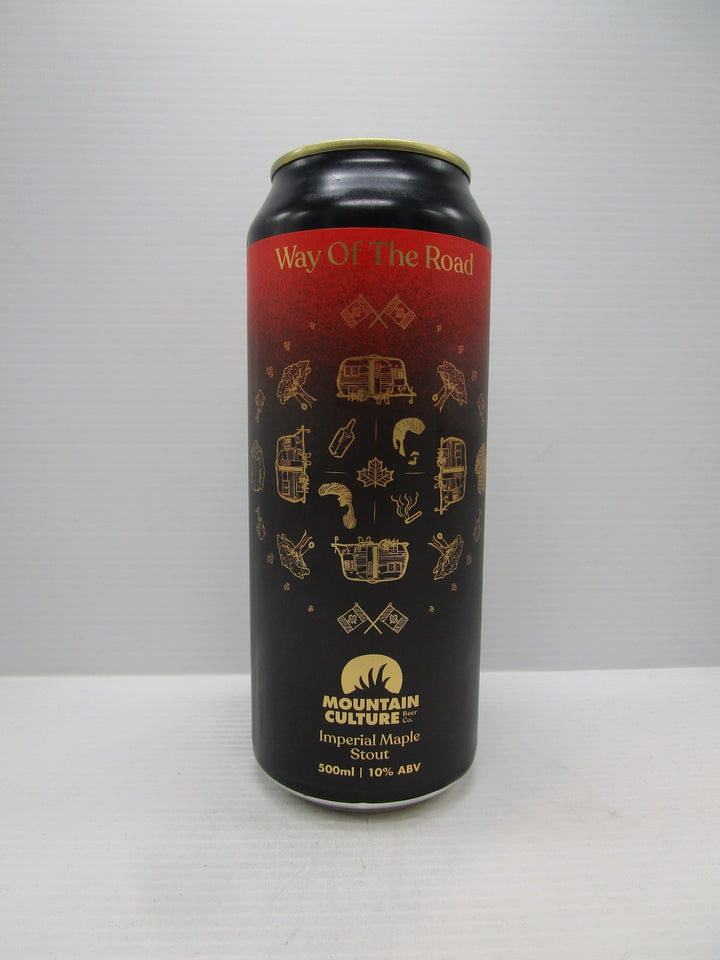 Way Of The Road
MOUNTAIN
CULTURE Beer Co.
Imperial Maple
Stout
500ml | 10% ABV